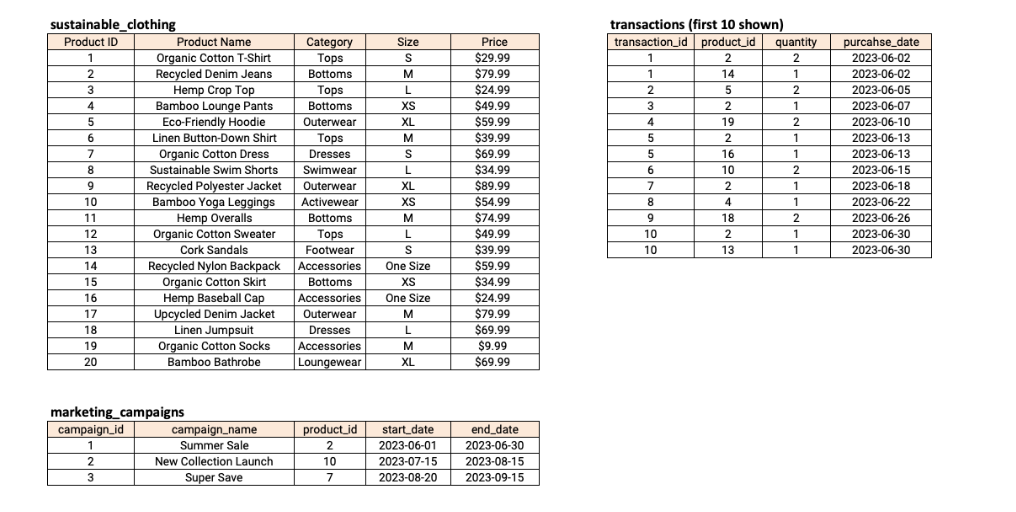 sustainable_clothing
Product ID Product Name Category Size Price
1 Organic Cotton T-Shirt Tops S $29.99
2 Recycled Denim Jeans Bottoms M $79.99
3 Hemp Crop Top Tops L $24.99
4 Bamboo Lounge Pants Bottoms XS $49.99
5 Eco-Friendly Hoodie Outerwear XL $59.99
6 Linen Button-Down Shirt Tops M $39.99
7 Organic Cotton Dress Dresses S $69.99
8 Sustainable Swim Shorts Swimwear L $34.99
9 Recycled Polyester Jacket Outerwear XL $89.99
10 Bamboo Yoga Leggings Activewear XS $54.99
11 Hemp Overalls Bottoms M $74.99
12 Organic Cotton Sweater Tops L $49.99
13 Cork Sandals Footwear S $39.99
14 Recycled Nylon Backpack Accessories One Size $59.99
15 Organic Cotton Skirt Bottoms XS $34.99
16 Hemp Baseball Cap Accessories One Size $24.99
17 Upcycled Denim Jacket Outerwear M $79.99
18 Linen Jumpsuit Dresses L $69.99
19 Organic Cotton Socks Accessories M $9.99
20 Bamboo Bathrobe Loungewear XL $69.99
transactions (first 10 shown)
transaction_id product_id quantity purcahse_date
1 2 2 2023-06-02
1 14 1 2023-06-02
2 5 2 2023-06-05
3 2 1 2023-06-07
4 19 2 2023-06-10
5 2 1 2023-06-13
5 16 1 2023-06-13
6 10 2 2023-06-15
7 2 1 2023-06-18
8 4 1 2023-06-22
9 18 2 2023-06-26
10 2 1 2023-06-30
10 13 1 2023-06-30
marketing_campaigns
campaign_id campaign_name product_id start_date end_date
1 Summer Sale 2 2023-06-01 2023-06-30
2 New Collection Launch 10 2023-07-15 2023-08-15
3 Super Save 7 2023-08-20 2023-09-15